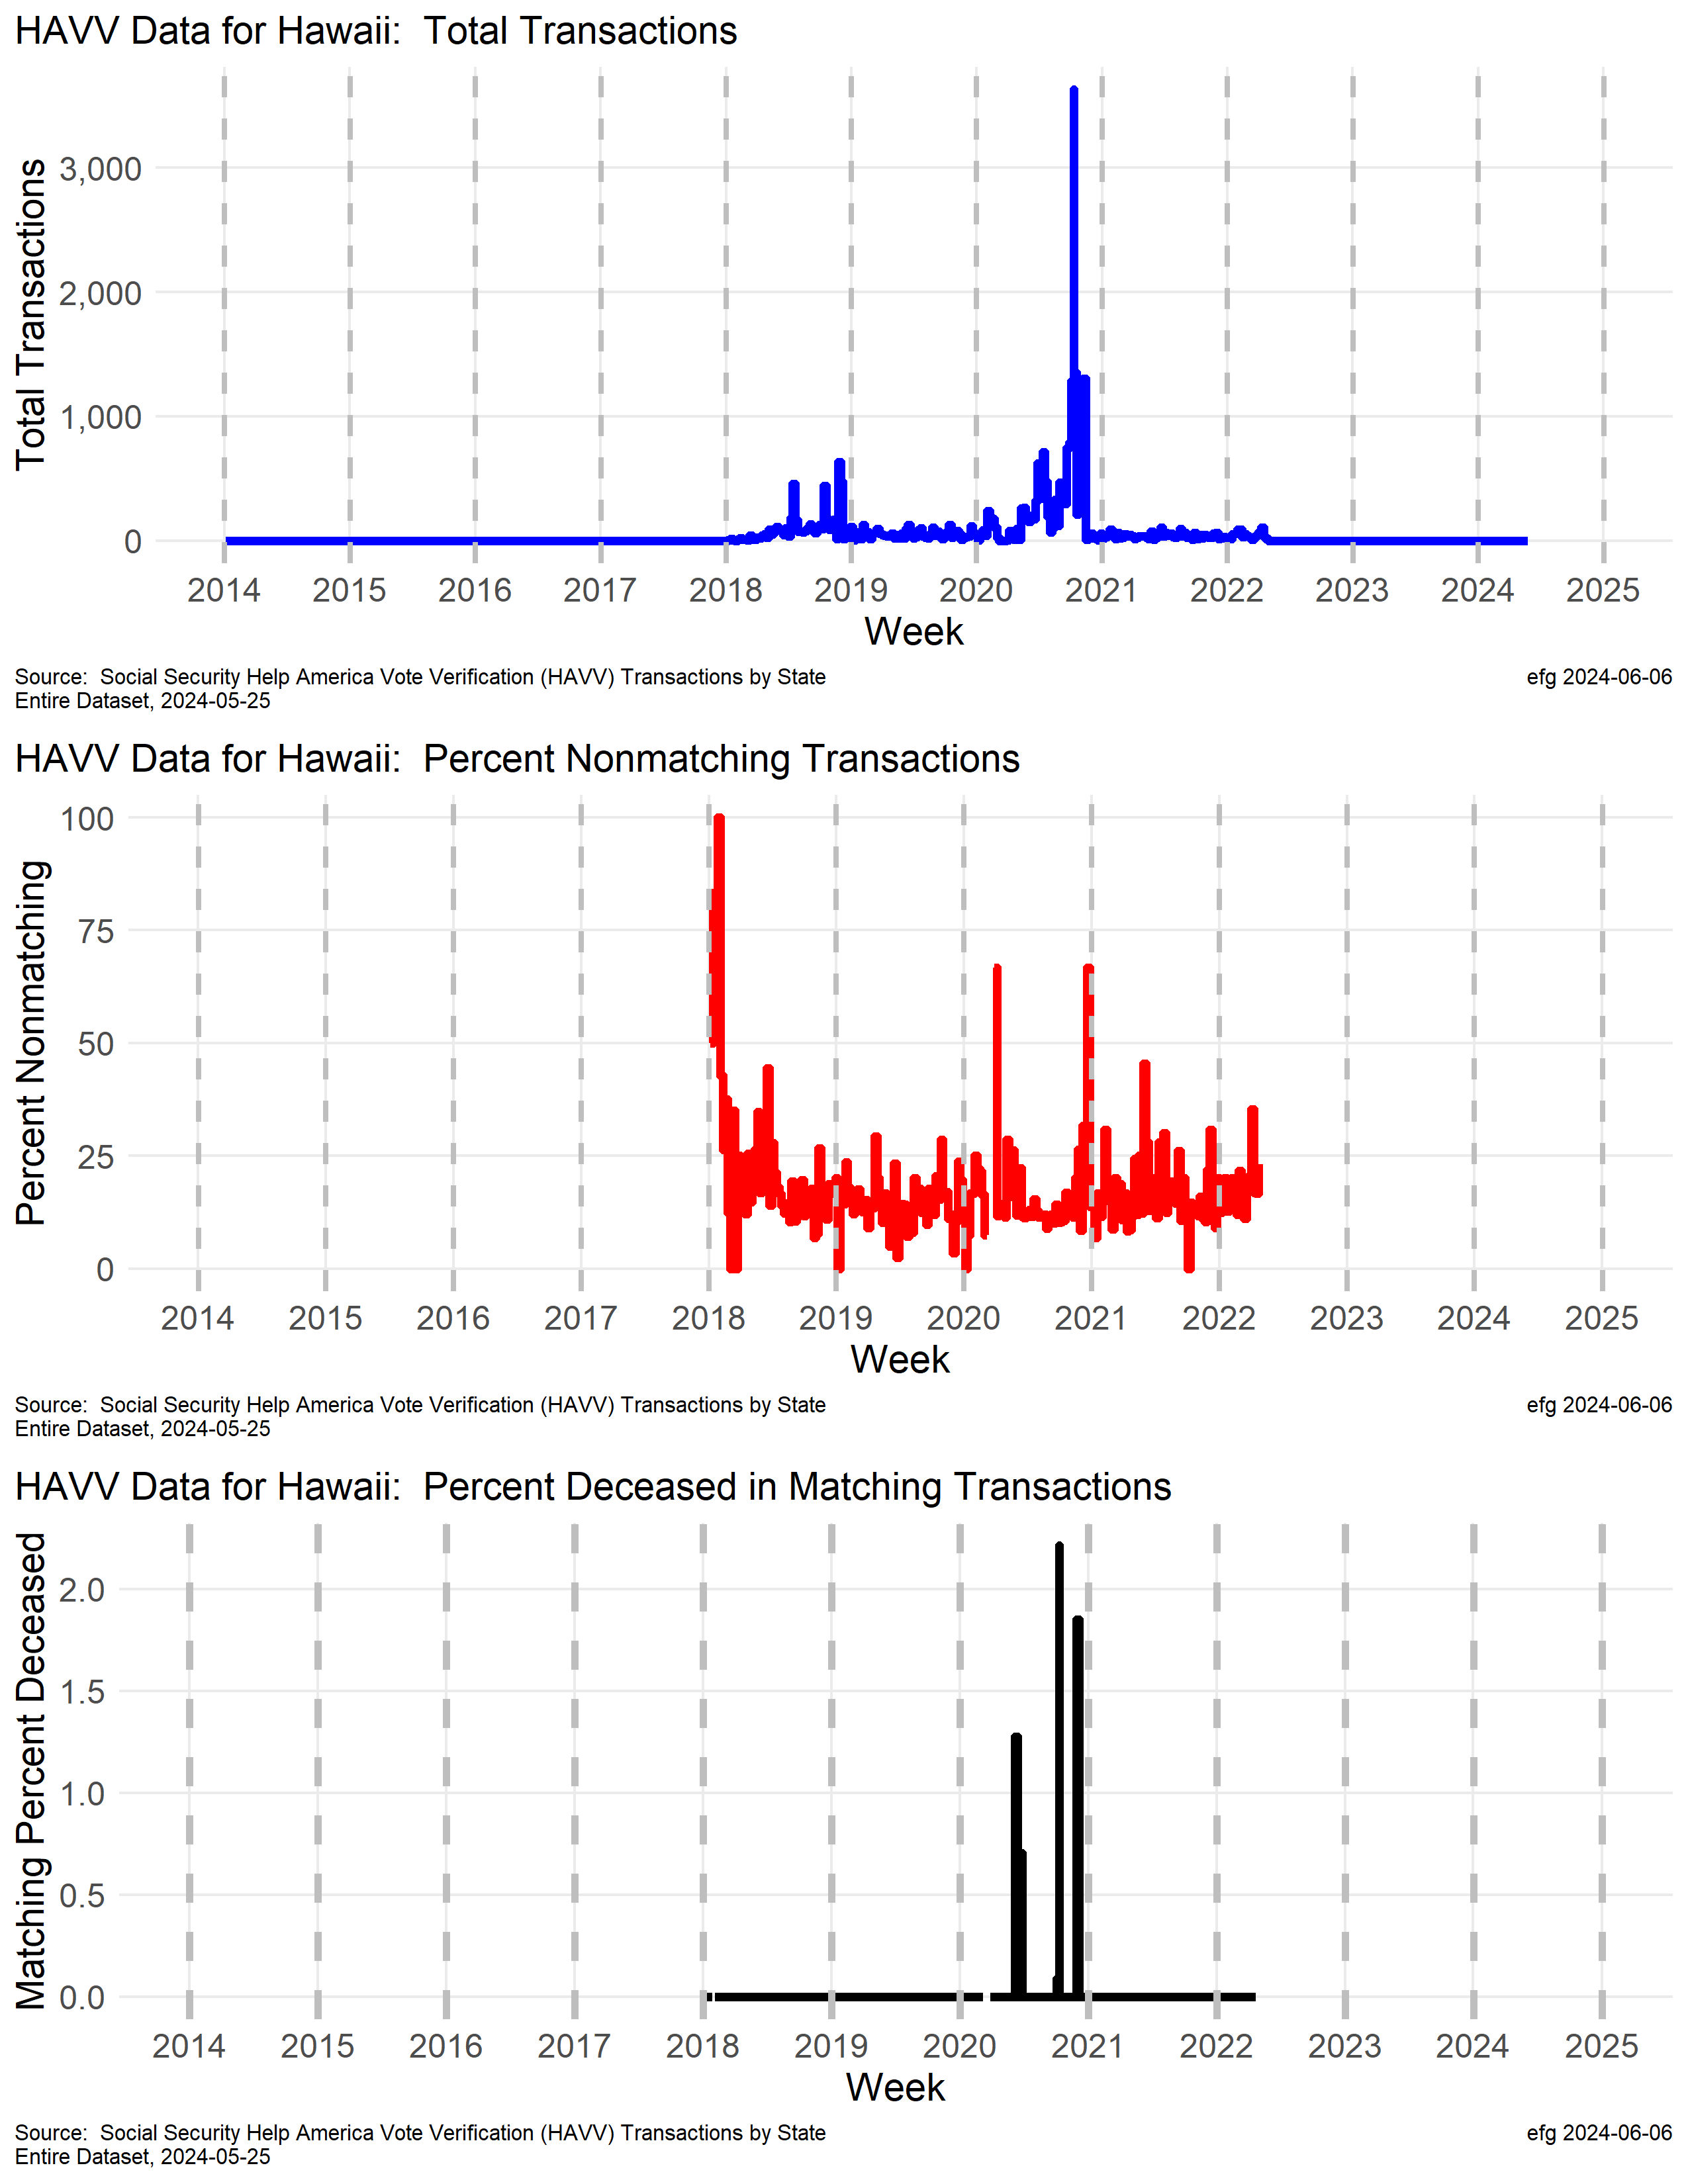 HAVV Data for Hawaii:  Total Transactions
Total Transactions
3,000
2,000
1,000
0
2014 2015 2016 2017 2018 2019 2020 2021 2022 2023 2024 2025
Week
Source:  Social Security Help America Vote Verification (HAVV) Transactions by State
Entire Dataset, 2024-05-25
efg 2024-06-06
HAVV Data for Hawaii:  Percent Nonmatching Transactions
Percent Nonmatching
100
75
50
25
0
2014 2015 2016 2017 2018 2019 2020 2021 2022 2023 2024 2025
Week
Source:  Social Security Help America Vote Verification (HAVV) Transactions by State
Entire Dataset, 2024-05-25
efg 2024-06-06
HAVV Data for Hawaii:  Percent Deceased in Matching Transactions
Matching Percent Deceased
2.0
1.5
1.0
0.5
0.0
2014 2015 2016 2017 2018 2019 2020 2021 2022 2023 2024 2025
Week
Source:  Social Security Help America Vote Verification (HAVV) Transactions by State
Entire Dataset, 2024-05-25
efg 2024-06-06